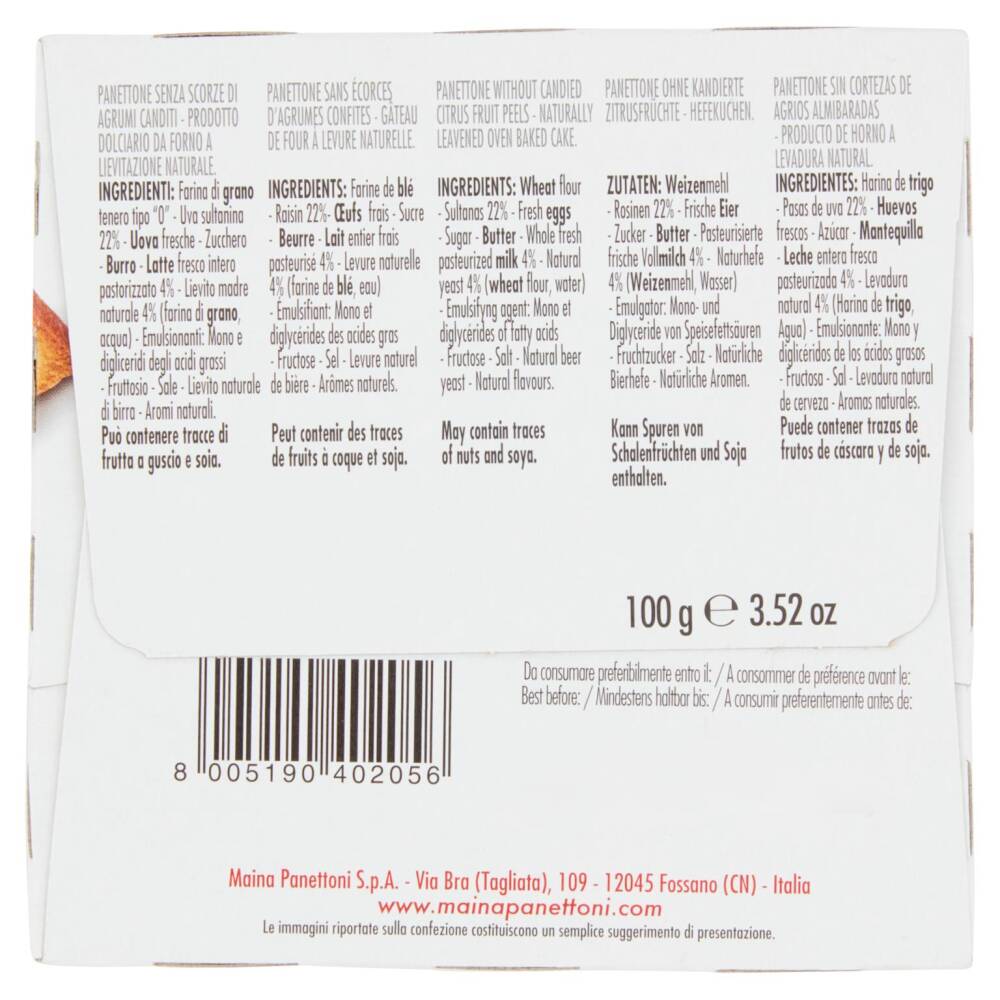 PANETTONE SENZA SCORZE DI
AGRUMI CANDITI - PRODOTTO
DOLCIARIO DA FORNO A
LIEVITAZIONE NATURALE.
INGREDIENTI: Farina di grano
tenero tipo "0" - Uva sultanina
22% - Uova fresche - Zucchero
- Burro - Latte fresco intero
pastorizzato 4% - Lievito madre
naturale 4% (farina di grano,
acqua) - Emulsionanti: Mono e
digliceridi degli acidi grassi
- Fruttosio - Sale - Lievito naturale
di birra - Aromi naturali.
Può contenere tracce di
frutta a guscio e soia.
PANETTONE SANS ÉCORCES
D'AGRUMES CONFITES - GÂTEAU
DE FOUR À LEVURE NATURELLE.
INGREDIENTS: Farine de blé
- Raisin 22%- Œufs frais - Sucre
- Beurre - Lait entier frais
pasteurisé 4% - Levure naturelle
4% (farine de blé, eau)
- Emulsifiant: Mono et
diglycérides des acides gras
- Fructose - Sel - Levure naturel
de bière - Arômes naturels.
Peut contenir des traces
de fruits à coque et soja.
PANETTONE WITHOUT CANDIED
CITRUS FRUIT PEELS - NATURALLY
LEAVENED OVEN BAKED CAKE.
INGREDIENTS: Wheat flour
- Sultanas 22% - Fresh eggs
- Sugar - Butter - Whole fresh
pasteurized milk 4% - Natural
yeast 4% (wheat flour, water)
- Emulsifyng agent: Mono et
diglycérides of fatty acids
- Fructose - Salt - Natural beer
yeast - Natural flavours.
May contain traces
of nuts and soya.
PANETTONE OHNE KANDIERTE
ZITRUSFRÜCHTE - HEFEKUCHEN.
ZUTATEN: Weizenmehl
- Rosinen 22% - Frische Eier
- Zucker - Butter - Pasteurisierte
frische Vollmilch 4% - Naturhefe
4% (Weizenmehl, Wasser)
- Emulgator: Mono- und
Diglyceride von Speisefettsäuren
- Fruchtzucker - Salz - Natürliche
Bierhefe - Natürliche Aromen.
Kann Spuren von
Schalenfrüchten und Soja
enthalten.
PANETTONE SIN CORTEZAS DE
AGRIOS ALMIBARADAS
- PRODUCTO DE HORNO A
LEVADURA NATURAL.
INGREDIENTES: Harina de trigo
- Pasas de uva 22% - Huevos
frescos - Azúcar - Mantequilla
- Leche entera fresca
pasteurizada 4% - Levadura
natural 4% (Harina de trigo,
Aqua) - Emulsionante: Mono y
diglicéridos de los ácidos grasos
- Fructosa - Sal - Levadura natural
de cerveza - Aromas naturales.
Puede contener trazas de
frutos de cáscara y de soja.
100 g ℮ 3.52 oz
Da consumare preferibilmente entro il: / A consommer de préférence avant le:
Best before: / Mindestens haltbar bis: / A consumir preferentemente antes de:
8 005190 402056
Maina Panettoni S.p.A. - Via Bra (Tagliata), 109 - 12045 Fossano (CN) - Italia
www.mainapanettoni.com
Le immagini riportate sulla confezione costituiscono un semplice suggerimento di presentazione.